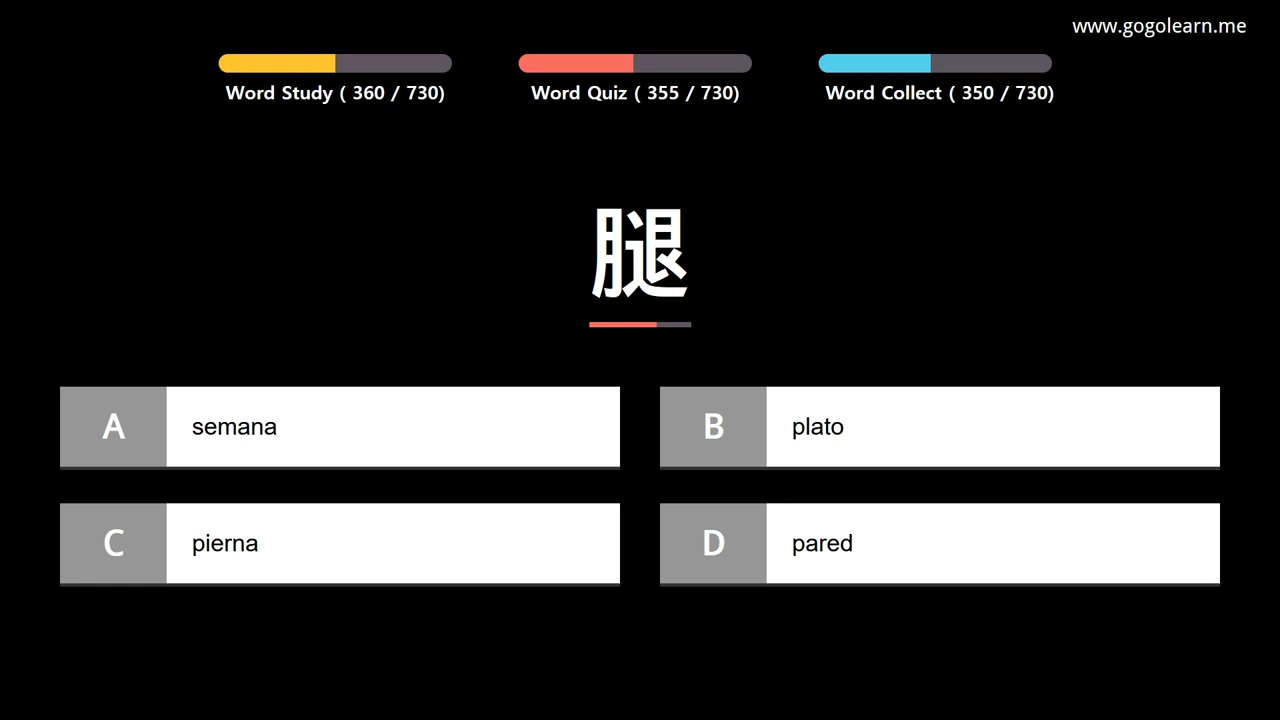 www.gogolearn.me
Word Study ( 360 / 730)
Word Quiz ( 355 / 730)
Word Collect ( 350 / 730)
腿
A semana
B plato
C pierna
D pared